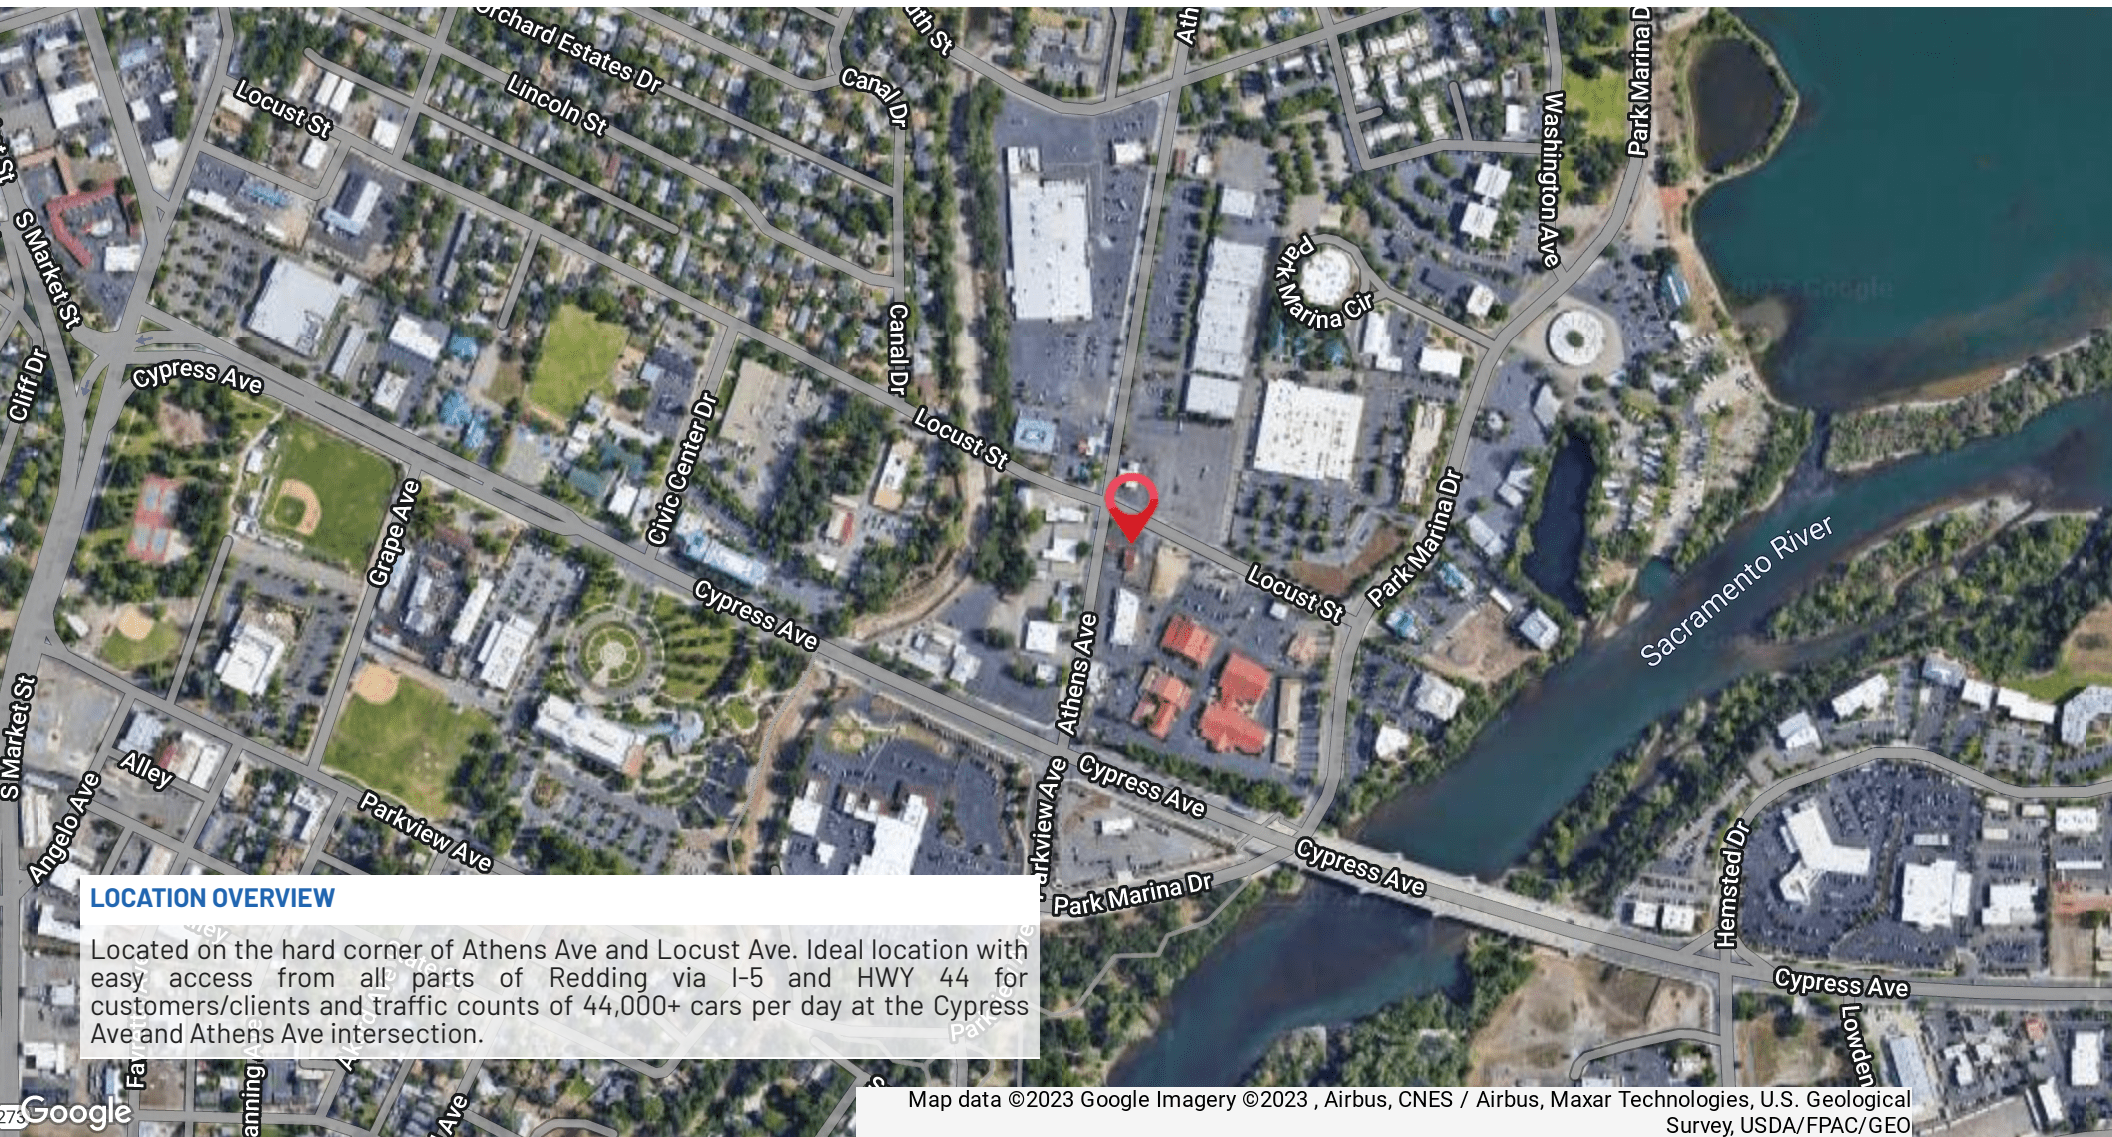 Orchard Estates Dr
Canal Dr
Ath
Park Marina D
Locust St
Lincoln St
Washington Ave
S Market St
Park Marina Cir
Canal Dr
Cypress Ave
Cliff Dr
Civic Center Dr
Locust St
Grape Ave
Park Marina Dr
Locust St
Sacramento River
Cypress Ave
Athens Ave
S Market St
Alley
Angelo Ave
Parkview Ave
Cypress Ave
Parkview Ave
Cypress Ave
Park Marina Dr
Hemsted Dr
Cypress Ave
Lowden
LOCATION OVERVIEW
Located on the hard corner of Athens Ave and Locust Ave. Ideal location with
easy access from all parts of Redding via I-5 and HWY 44 for
customers/clients and traffic counts of 44,000+ cars per day at the Cypress
Ave and Athens Ave intersection.
273
Google
Map data ©2023 Google Imagery ©2023 , Airbus, CNES / Airbus, Maxar Technologies, U.S. Geological
Survey, USDA/FPAC/GEO